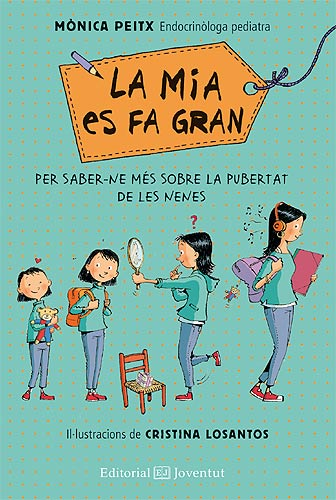 MÒNICA PEITX Endocrinòloga pediatra
LA MIA
ES FA GRAN
PER SABER-NE MÉS SOBRE LA PUBERTAT
DE LES NENES
?
Il·lustracions de CRISTINA LOSANTOS
Editorial EJ Joventut